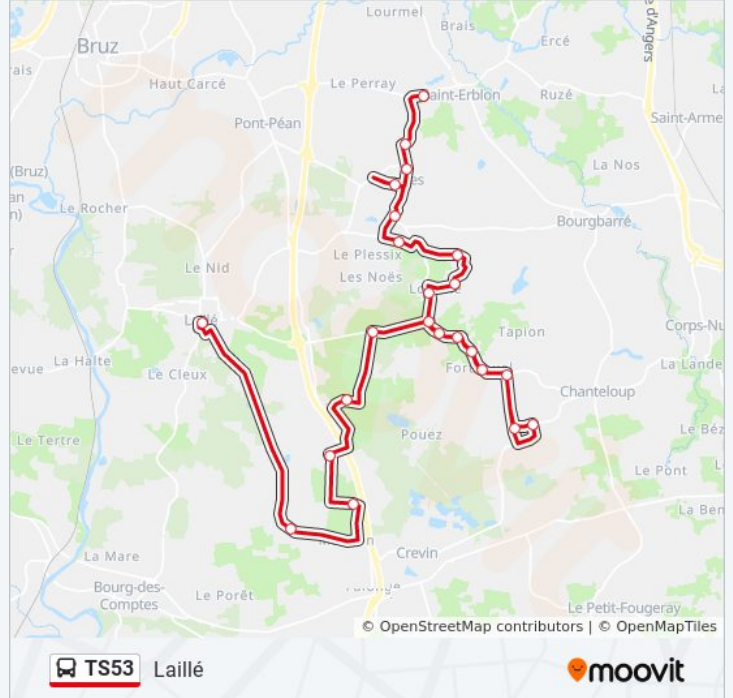 Lourmel
Brais
d'Angers
Bruz
Ercé
Haut Carcé
Le Perray
Saint-Erblon
Ruzé
Pont-Péan
Saint-Arme
(Bruz)
La Nos
Le Rocher
Bourgbarré
Le Plessix
Le Nid
Les Noës
Tapion
Corps-Nu
La Halte
Le Cleux
La Lande
Chanteloup
Le Tertre
Pouez
Le Béz
Le Pont
La Ben
La Mare
Crevin
Bourg-des-
Comptes
Le Porêt
Le Petit-Fougeray
© OpenStreetMap contributors | © OpenMapTiles
TS53 Laillé
moovit